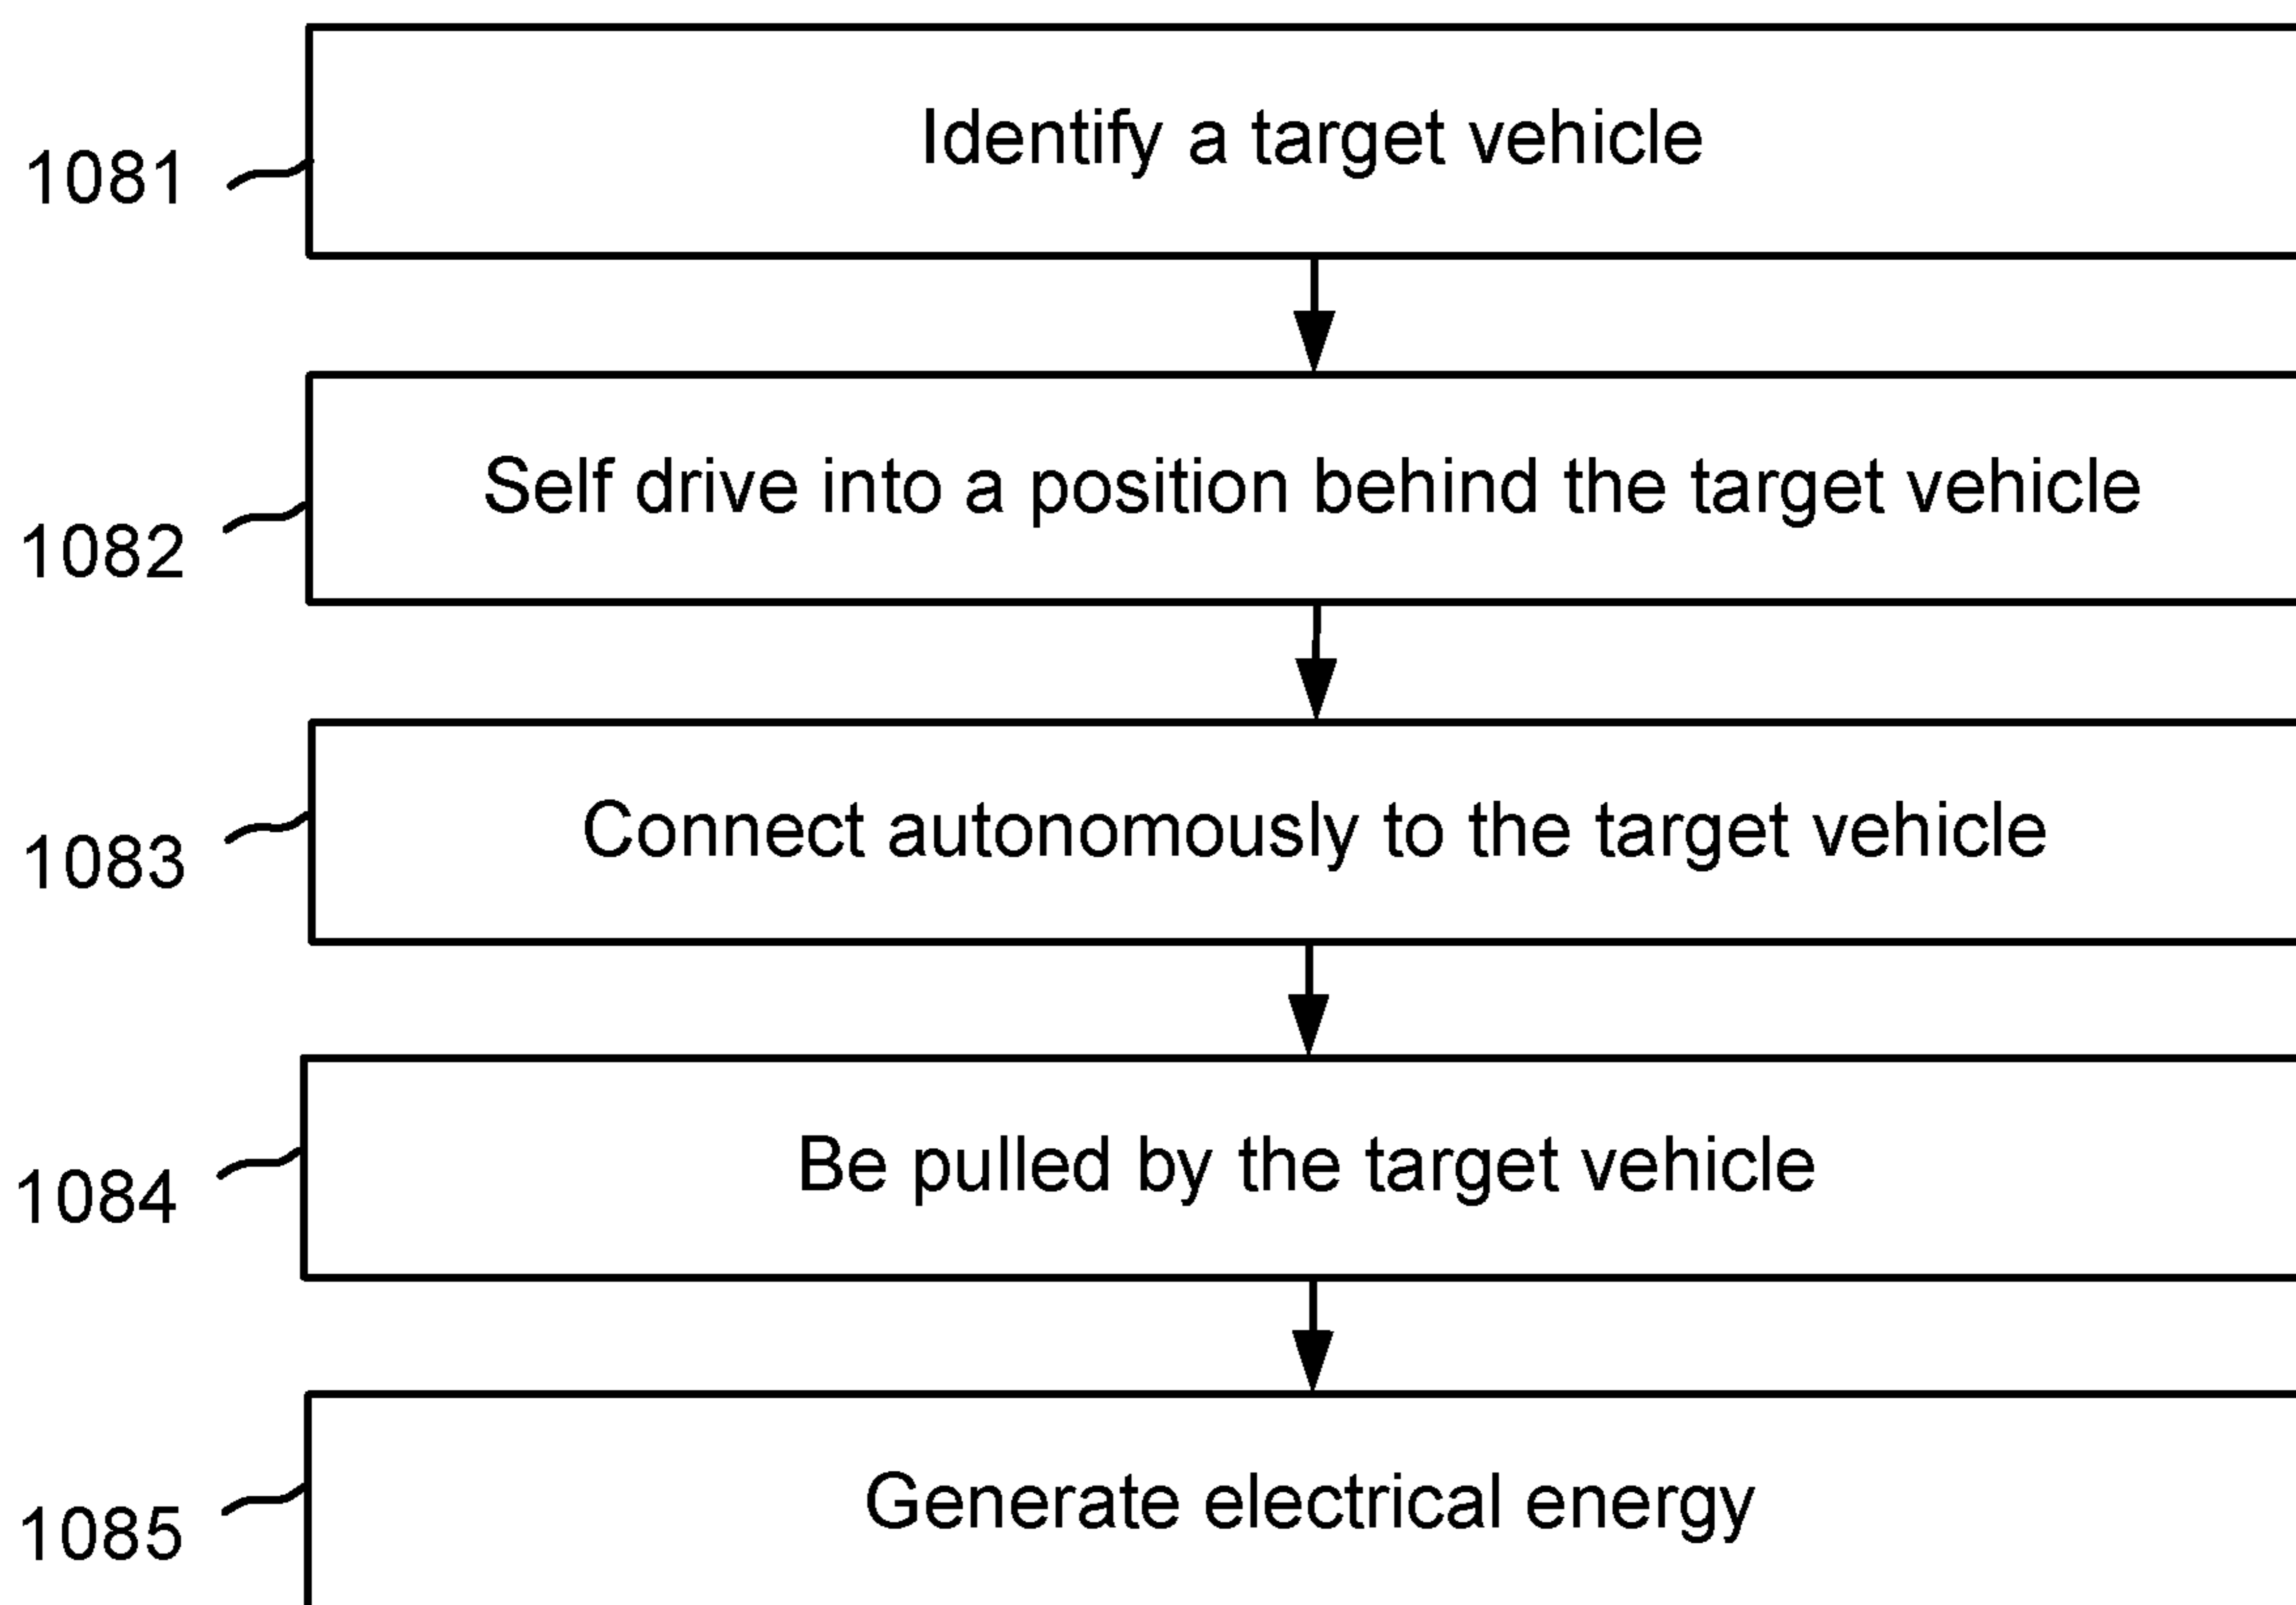 Identify a target vehicle
1081
Self drive into a position behind the target vehicle
1082
Connect autonomously to the target vehicle
1083
Be pulled by the target vehicle
1084
Generate electrical energy
1085